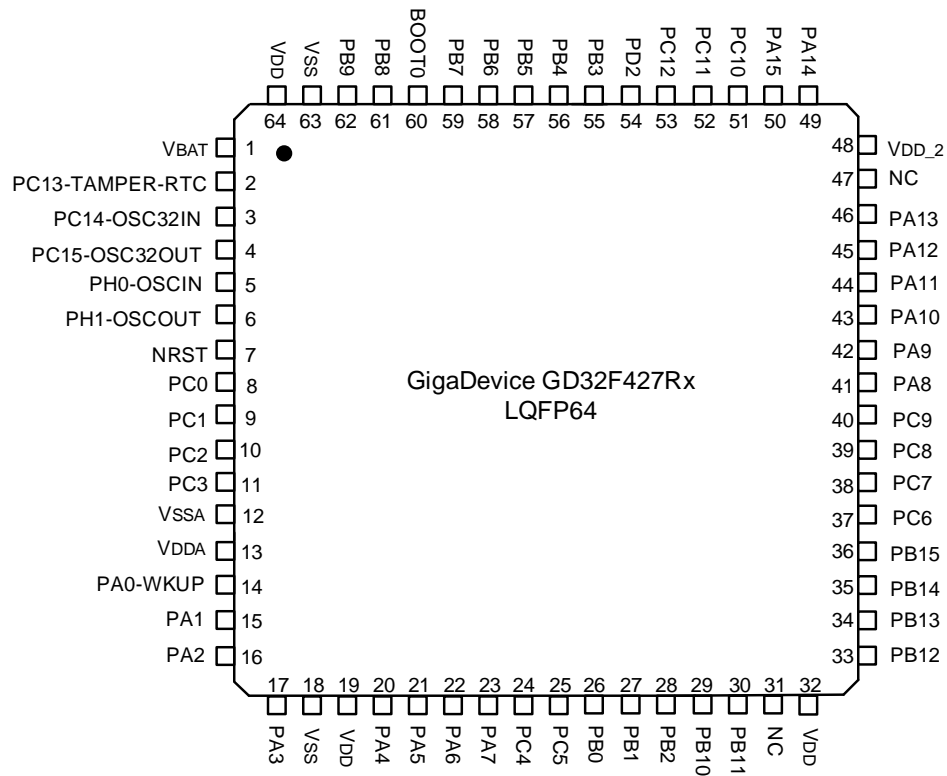 VDD
VSS
PB9
PB8
BOOT0
PB7
PB6
PB5
PB4
PB3
PD2
PC12
PC11
PC10
PA15
PA14
64 63 62 61 60 59 58 57 56 55 54 53 52 51 50 49
VBAT 1
PC13-TAMPER-RTC 2
PC14-OSC32IN 3
PC15-OSC32OUT 4
PH0-OSCIN 5
PH1-OSCOUT 6
NRST 7
PC0 8
PC1 9
PC2 10
PC3 11
VSSA 12
VDDA 13
PA0-WKUP 14
PA1 15
PA2 16
GigaDevice GD32F427Rx
LQFP64
48 VDD_2
47 NC
46 PA13
45 PA12
44 PA11
43 PA10
42 PA9
41 PA8
40 PC9
39 PC8
38 PC7
37 PC6
36 PB15
35 PB14
34 PB13
33 PB12
17 18 19 20 21 22 23 24 25 26 27 28 29 30 31 32
PA3
VSS
VDD
PA4
PA5
PA6
PA7
PC4
PC5
PB0
PB1
PB2
PB10
PB11
NC
VDD